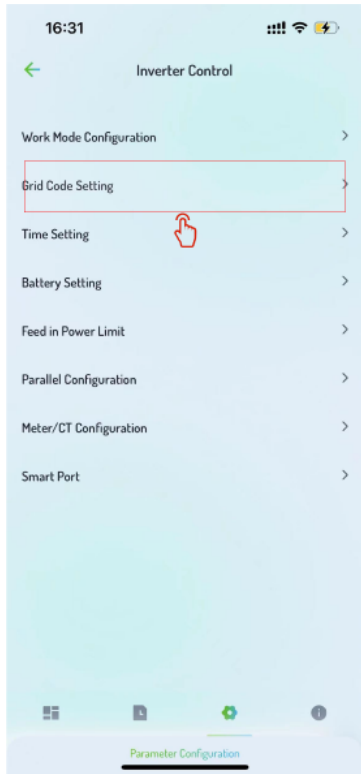 16:31
Inverter Control
Work Mode Configuration
Grid Code Setting
Time Setting
Battery Setting
Feed in Power Limit
Parallel Configuration
Meter/CT Configuration
Smart Port
Parameter Configuration